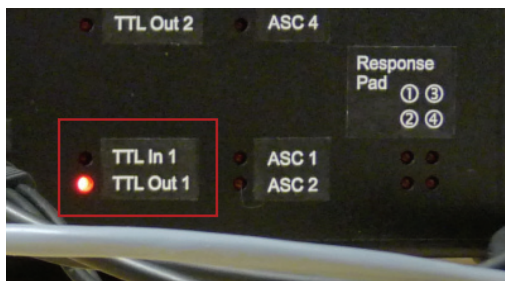 TTL Out 2
ASC 4
Response
Pad
① ③
② ④
TTL In 1
ASC 1
TTL Out 1
ASC 2